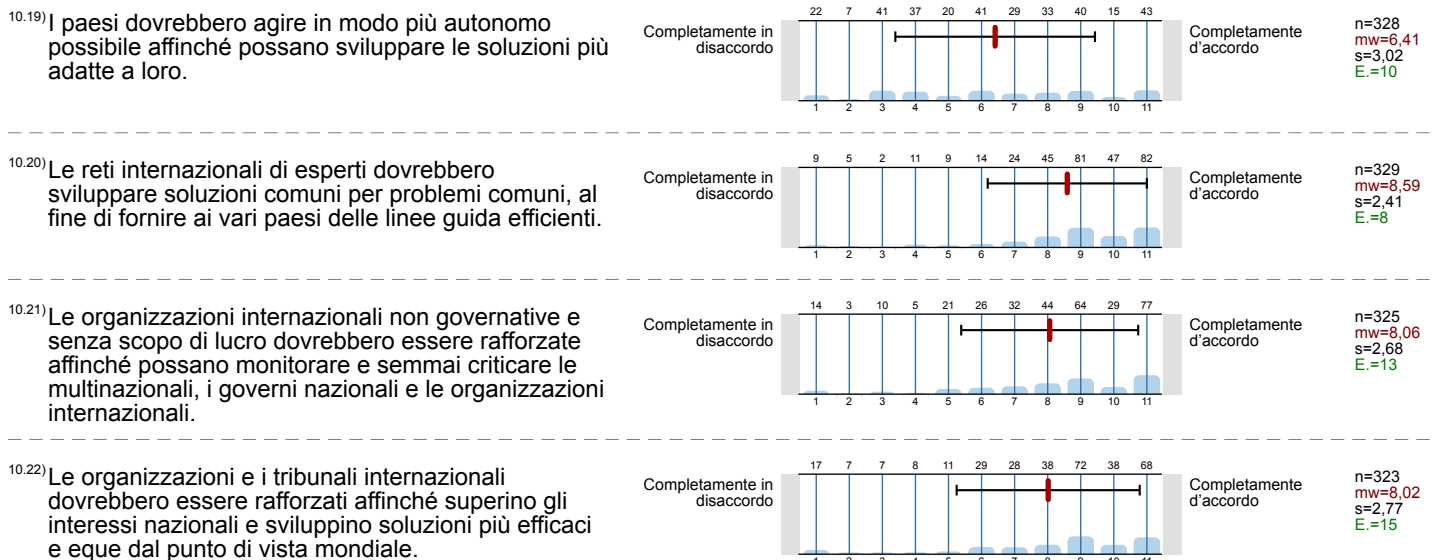 10.19) I paesi dovrebbero agire in modo più autonomo
possibile affinché possano sviluppare le soluzioni più
adatte a loro.
Completamente in
disaccordo
22 7 41 37 20 41 29 33 40 15 43
1 2 3 4 5 6 7 8 9 10 11
Completamente
d'accordo
n=328
mw=6,41
s=3,02
E.=10
10.20) Le reti internazionali di esperti dovrebbero
sviluppare soluzioni comuni per problemi comuni, al
fine di fornire ai vari paesi delle linee guida efficienti.
Completamente in
disaccordo
9 5 2 11 9 14 24 45 81 47 82
1 2 3 4 5 6 7 8 9 10 11
Completamente
d'accordo
n=329
mw=8,59
s=2,41
E.=8
10.21) Le organizzazioni internazionali non governative e
senza scopo di lucro dovrebbero essere rafforzate
affinché possano monitorare e semmai criticare le
multinazionali, i governi nazionali e le organizzazioni
internazionali.
Completamente in
disaccordo
14 3 10 5 21 26 32 44 64 29 77
1 2 3 4 5 6 7 8 9 10 11
Completamente
d'accordo
n=325
mw=8,06
s=2,68
E.=13
10.22) Le organizzazioni e i tribunali internazionali
dovrebbero essere rafforzati affinché superino gli
interessi nazionali e sviluppino soluzioni più efficaci
e eque dal punto di vista mondiale.
Completamente in
disaccordo
17 7 7 8 11 29 28 38 72 38 68
Completamente
d'accordo
n=323
mw=8,02
s=2,77
E.=15